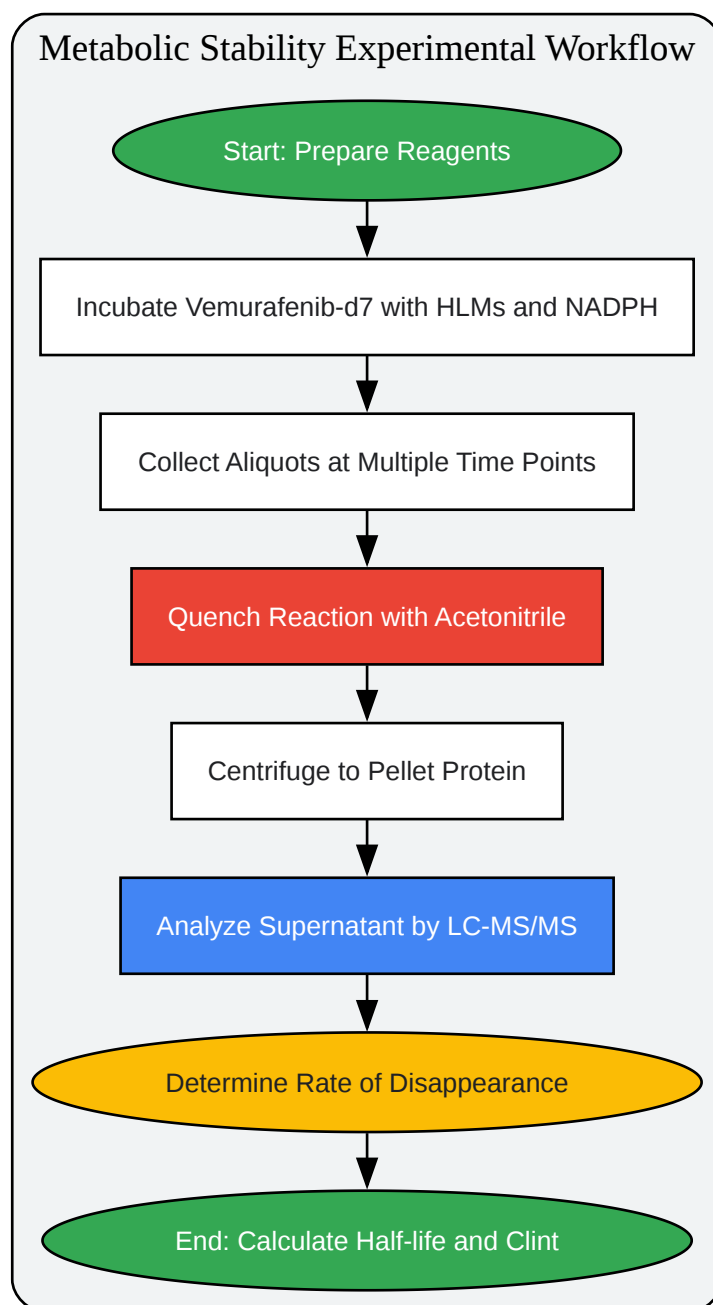 Metabolic Stability Experimental Workflow
Start: Prepare Reagents
Incubate Vemurafenib-d7 with HLMs and NADPH
Collect Aliquots at Multiple Time Points
Quench Reaction with Acetonitrile
Centrifuge to Pellet Protein
Analyze Supernatant by LC-MS/MS
Determine Rate of Disappearance
End: Calculate Half-life and Clint